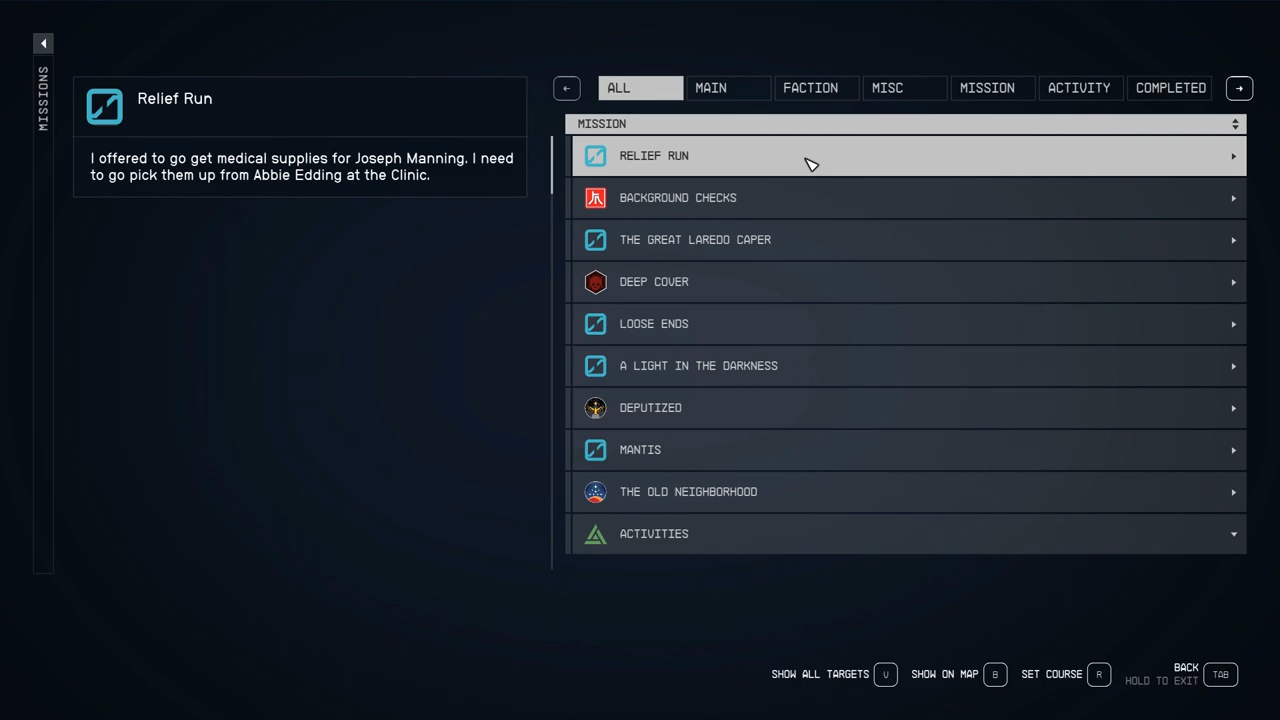 MISSIONS
Relief Run
I offered to go get medical supplies for Joseph Manning. I need
to go pick them up from Abbie Edding at the Clinic.
ALL MAIN FACTION MISC MISSION ACTIVITY COMPLETED
MISSION
RELIEF RUN
BACKGROUND CHECKS
THE GREAT LAREDO CAPER
DEEP COVER
LOOSE ENDS
A LIGHT IN THE DARKNESS
DEPUTIZED
MANTIS
THE OLD NEIGHBORHOOD
ACTIVITIES
SHOW ALL TARGETS V SHOW ON MAP B SET COURSE R BACK TAB
HOLD TO EXIT